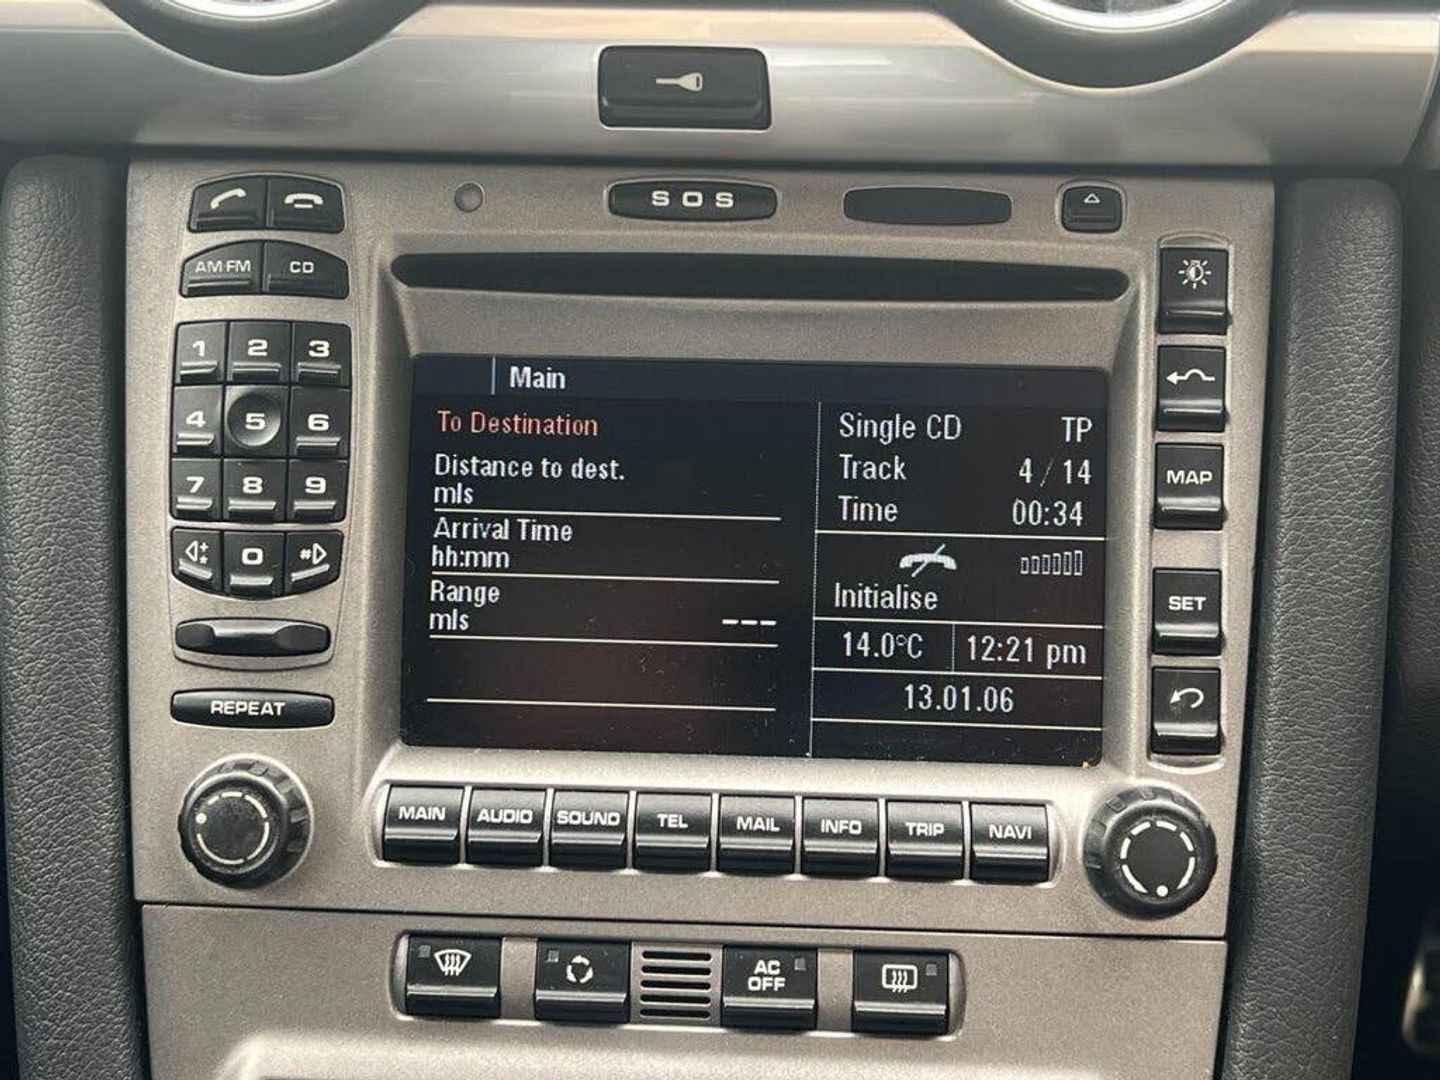 SOS
AM·FM CD
1 2 3
4 5 6
7 8 9
* 0 #
REPEAT
Main
To Destination
Distance to dest.
mls
Arrival Time
hh:mm
Range
mls ---
Single CD TP
Track 4 / 14
Time 00:34
Initialise
14.0°C 12:21 pm
13.01.06
MAP
SET
MAIN AUDIO SOUND TEL MAIL INFO TRIP NAVI
AC
OFF